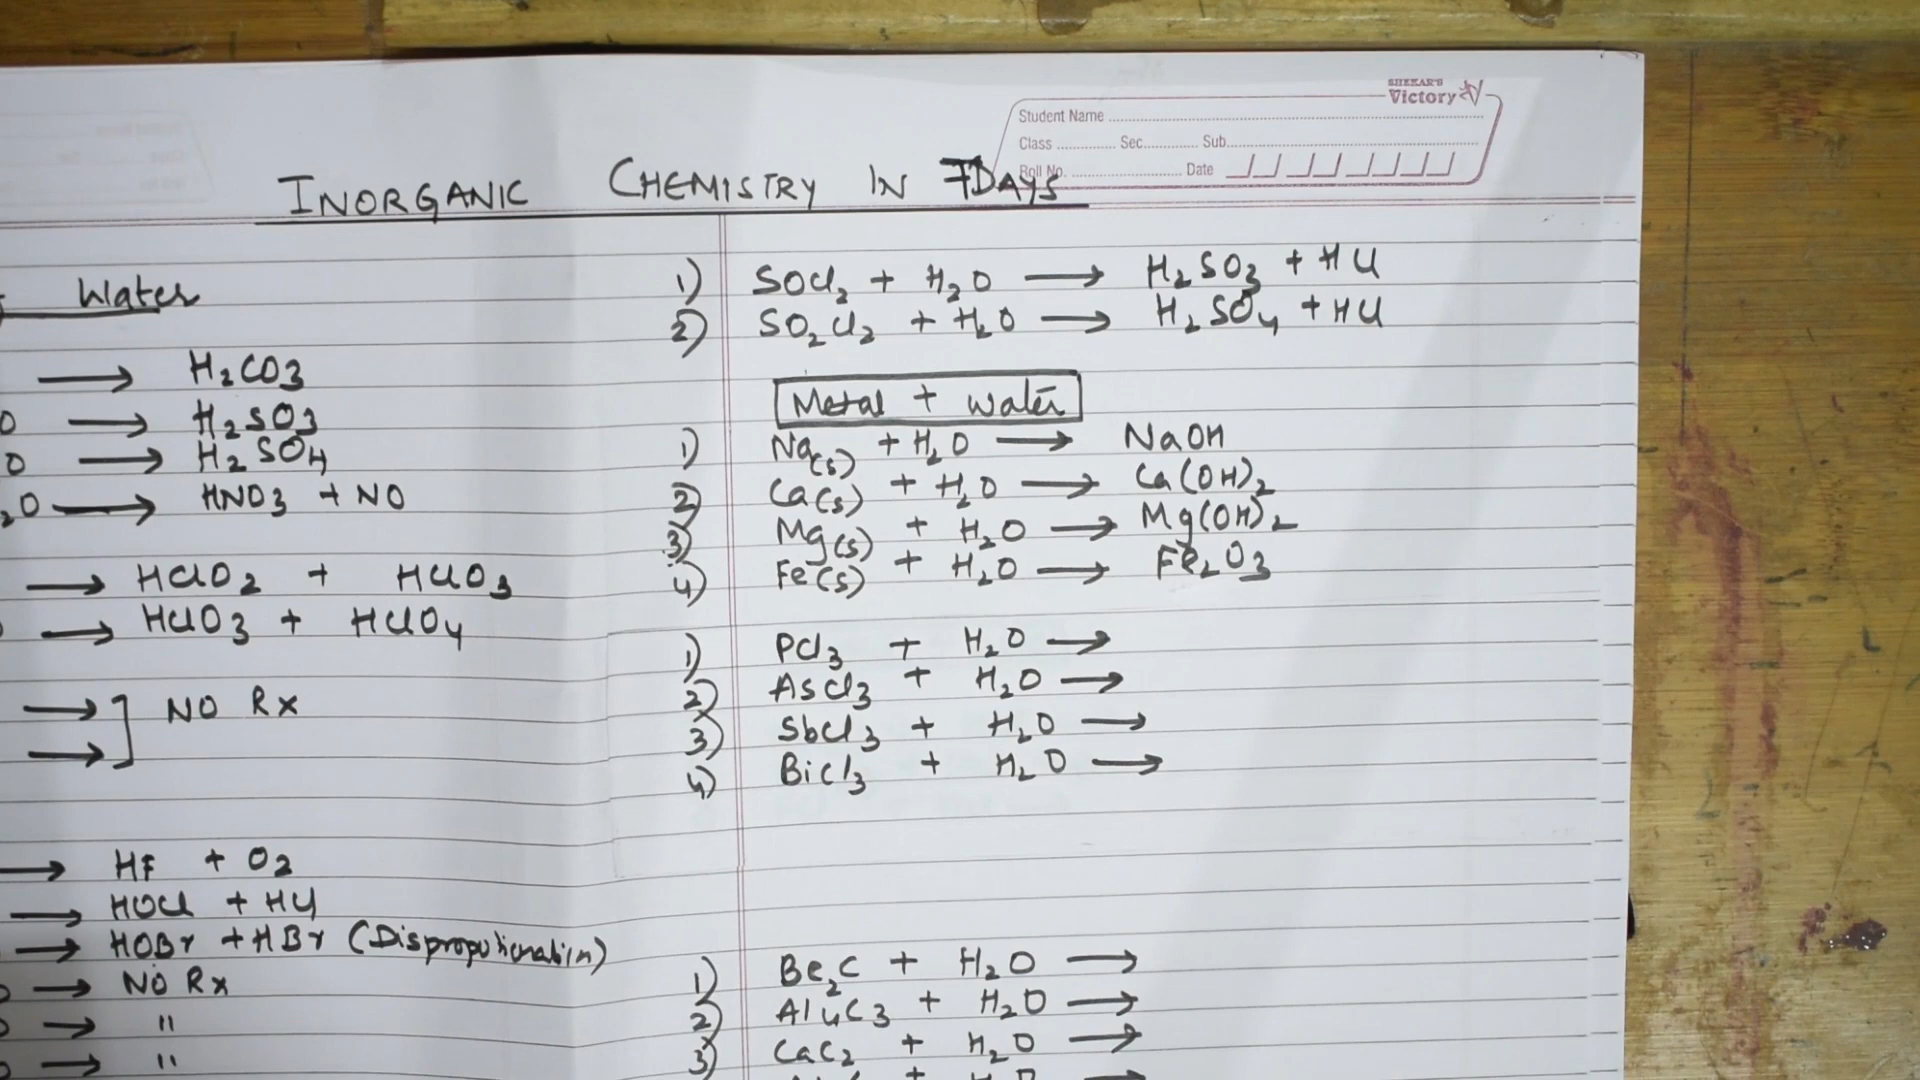 SHEKAR'S
Victory
Student Name
Class Sec. Sub.
Roll No. Date
INORGANIC CHEMISTRY IN 7DAYS
Water
→ H₂CO3
O → H₂SO3
O → H₂SO4
₂O → HNO3 + NO
→ HClO2 + HClO3
→ HClO3 + HClO4
→ ] NO Rx
→
→ HF + O2
→ HOCl + HCl
→ HOBr + HBr (Disproportionation)
→ NO Rx
→ "
→ "
1) SOCl₂ + H₂O → H₂SO₃ + HCl
2) SO₂Cl₂ + H₂O → H₂SO₄ + HCl
Metal + water
1) Na(s) + H₂O → NaOH
2) Ca(s) + H₂O → Ca(OH)₂
3) Mg(s) + H₂O → Mg(OH)₂
4) Fe(s) + H₂O → Fe₂O3
1) PCl3 + H₂O →
2) AsCl3 + H₂O →
3) SbCl3 + H₂O →
4) BiCl3 + H₂O →
1) Be₂C + H₂O →
2) Al₄C3 + H₂O →
3) CaC₂ + H₂O →